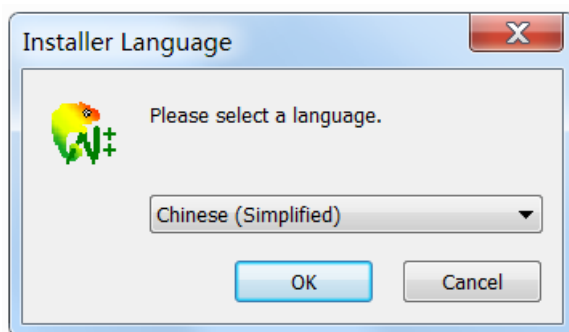 Installer Language
Please select a language.
Chinese (Simplified)
OK
Cancel